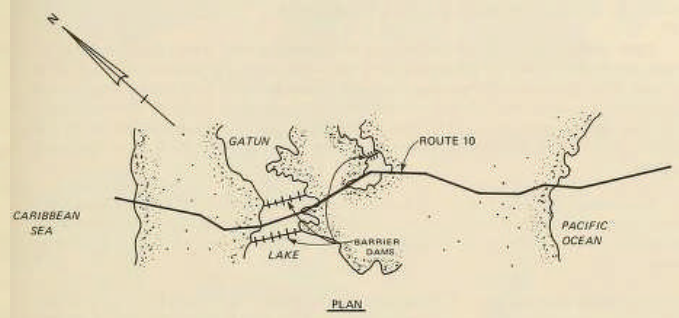 N
GATUN
ROUTE 10
CARIBBEAN
SEA
PACIFIC
OCEAN
BARRIER
DAMS
LAKE
PLAN